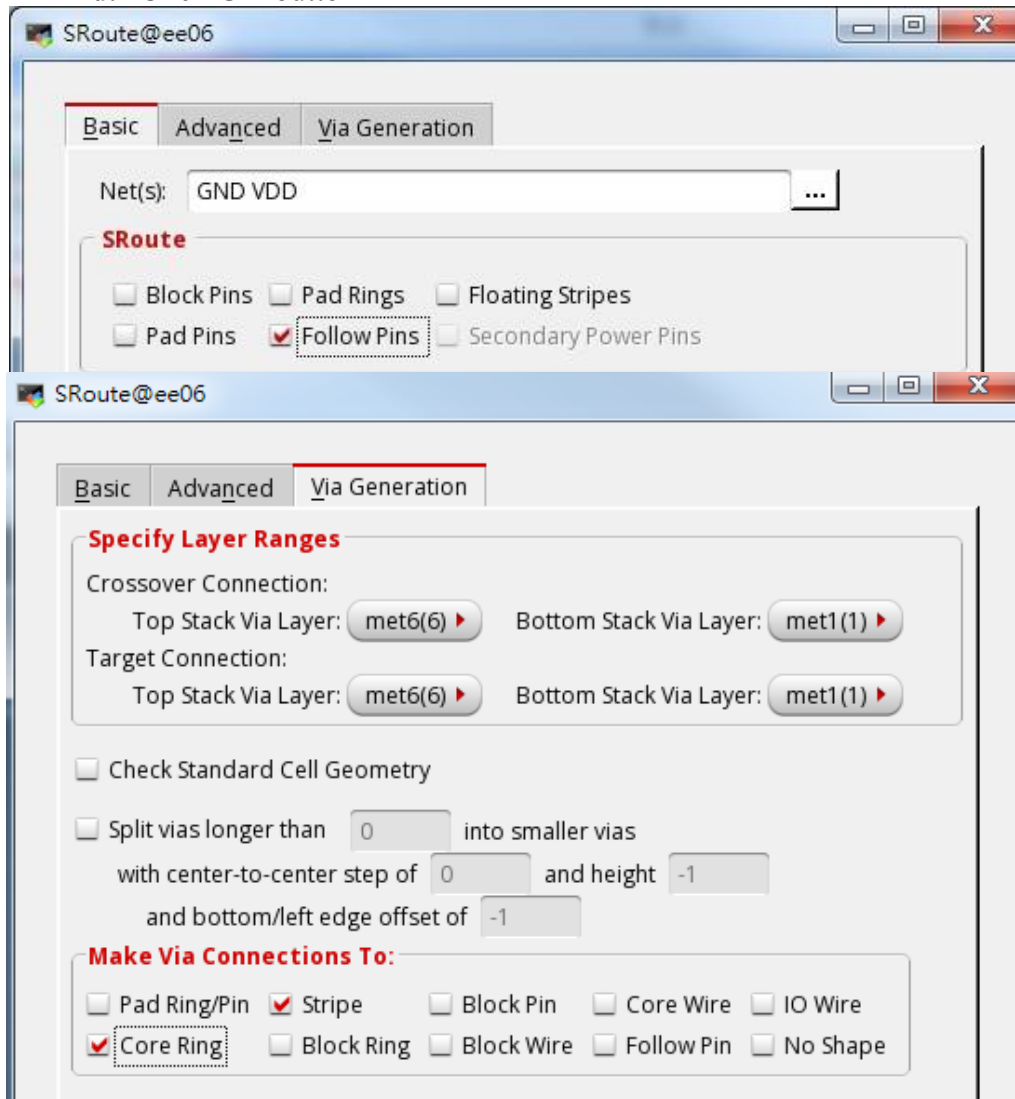 SRoute@ee06
Basic Advanced Via Generation
Net(s): GND VDD ...
SRoute
Block Pins Pad Rings Floating Stripes
Pad Pins Follow Pins Secondary Power Pins
SRoute@ee06
Basic Advanced Via Generation
Specify Layer Ranges
Crossover Connection:
Top Stack Via Layer: met6(6) Bottom Stack Via Layer: met1(1)
Target Connection:
Top Stack Via Layer: met6(6) Bottom Stack Via Layer: met1(1)
Check Standard Cell Geometry
Split vias longer than 0 into smaller vias
with center-to-center step of 0 and height -1
and bottom/left edge offset of -1
Make Via Connections To:
Pad Ring/Pin Stripe Block Pin Core Wire IO Wire
Core Ring Block Ring Block Wire Follow Pin No Shape